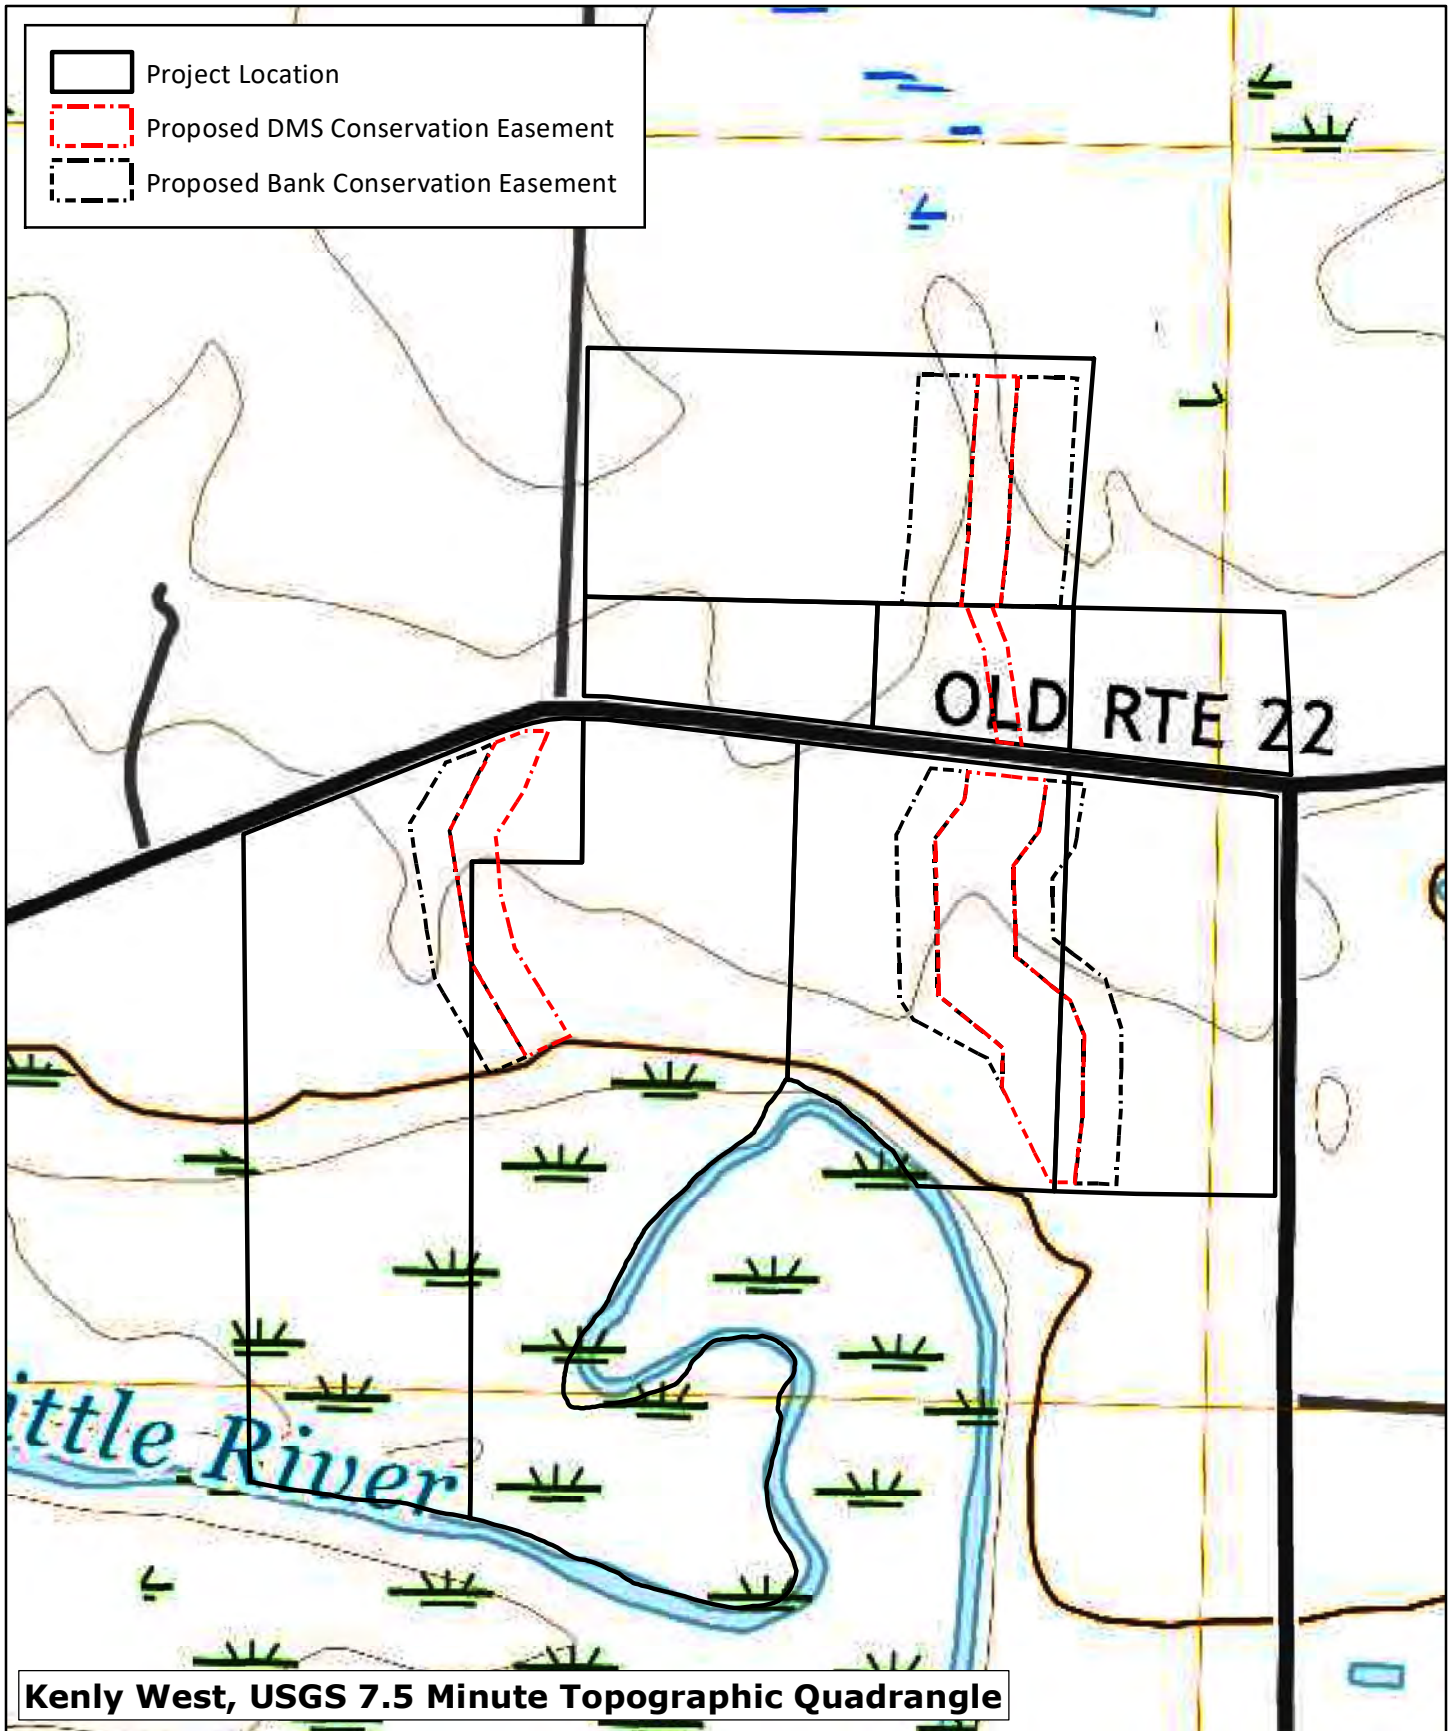 Project Location
Proposed DMS Conservation Easement
Proposed Bank Conservation Easement
OLD RTE 22
ittle River
Kenly West, USGS 7.5 Minute Topographic Quadrangle